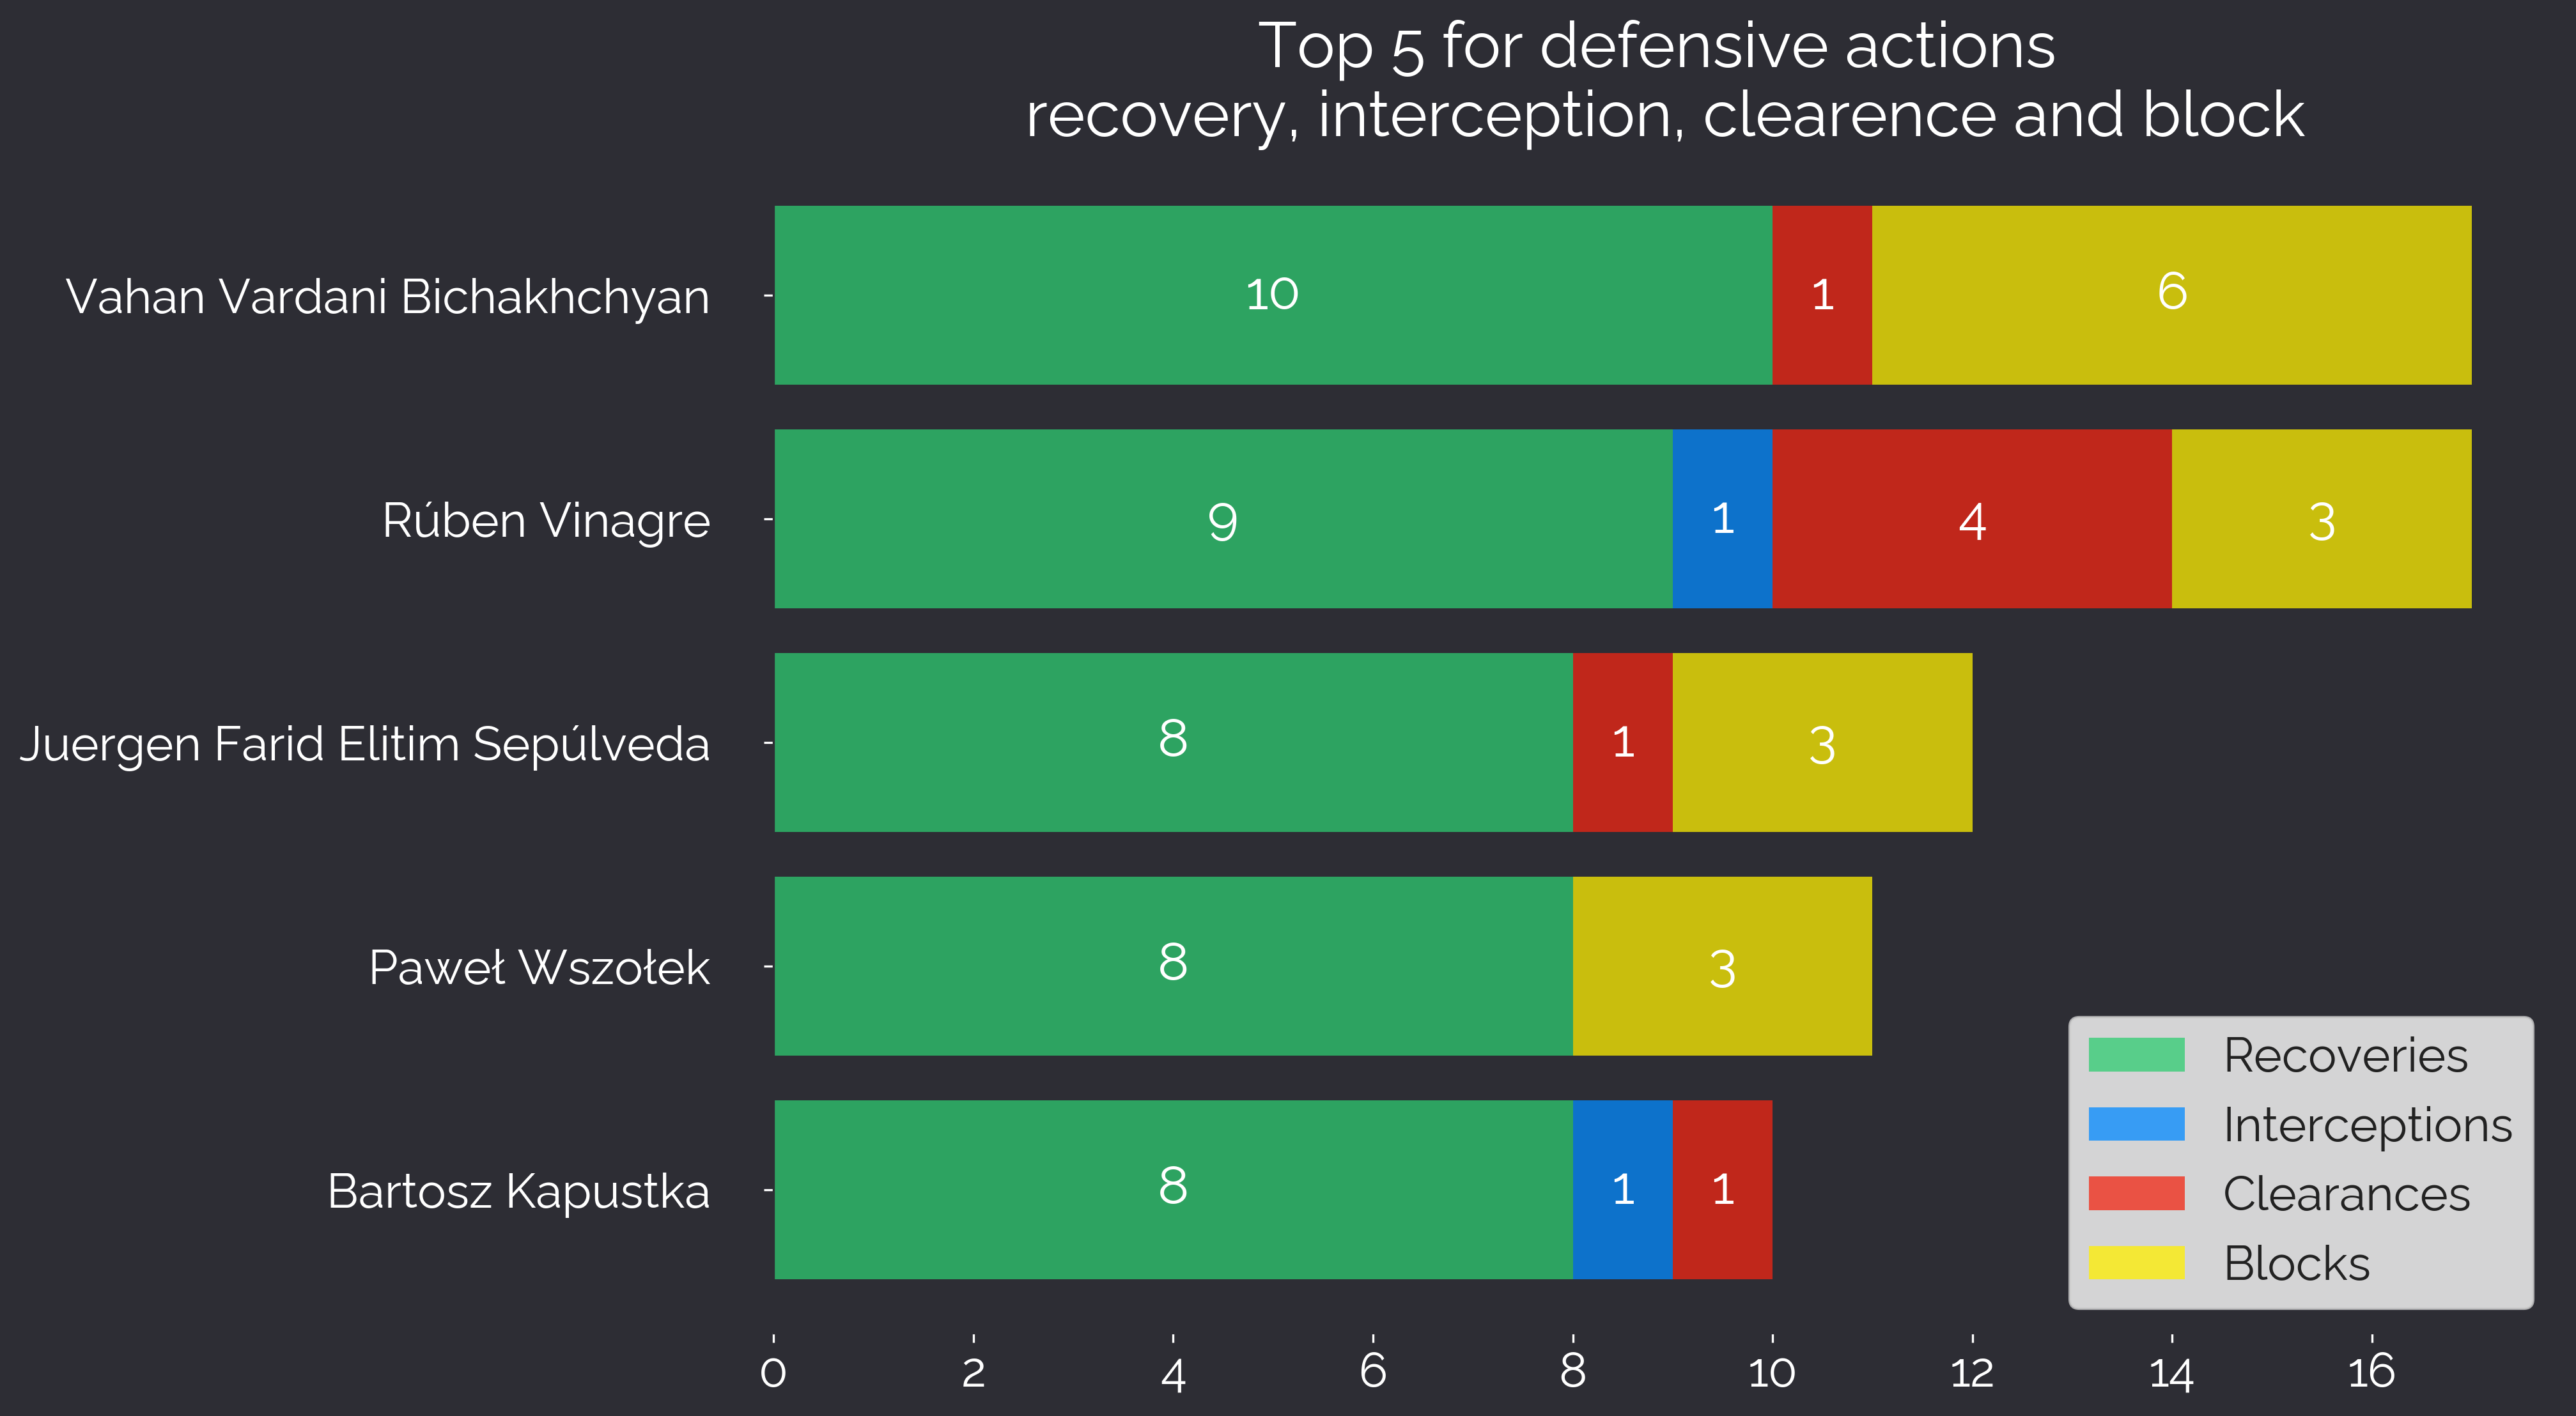 Top 5 for defensive actions
recovery, interception, clearence and block
Vahan Vardani Bichakhchyan 10 1 6
Rúben Vinagre 9 1 4 3
Juergen Farid Elitim Sepúlveda 8 1 3
Paweł Wszołek 8 3
Bartosz Kapustka 8 1 1
Recoveries
Interceptions
Clearances
Blocks
0 2 4 6 8 10 12 14 16